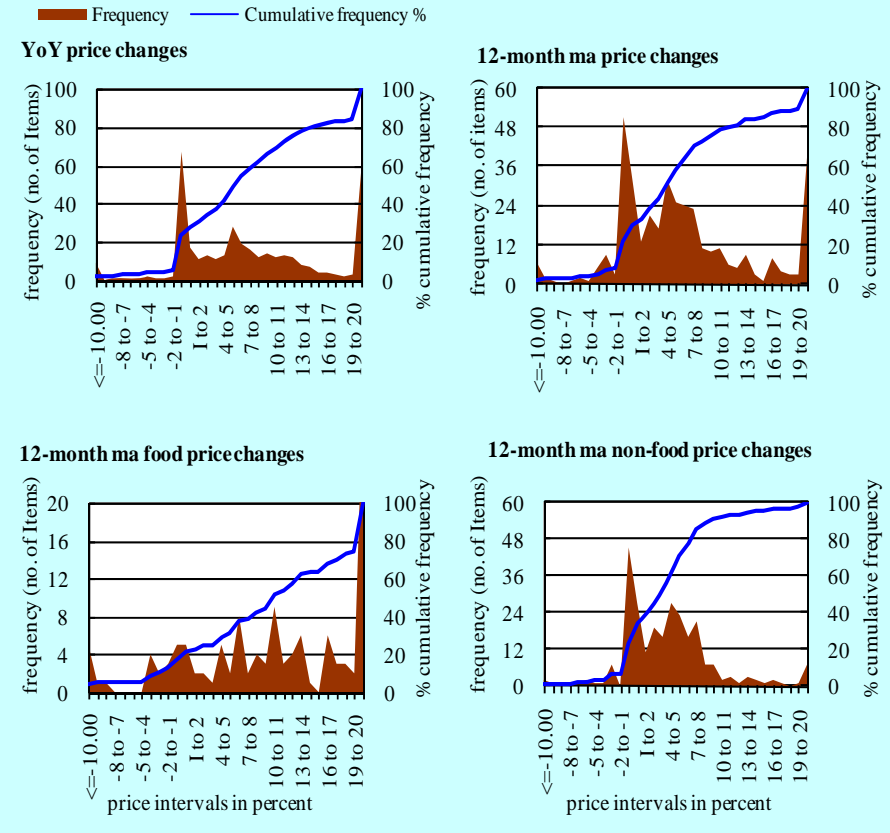 Frequency Cumulative frequency %
YoY price changes
frequency (no. of Items)
100
80
60
40
20
0
100
80
60
40
20
0
% cumulative frequency
<=-10.00
-8 to -7
-5 to -4
-2 to -1
I to 2
4 to 5
7 to 8
10 to 11
13 to 14
16 to 17
19 to 20
12-month ma price changes
frequency (no. of items)
60
48
36
24
12
0
100
80
60
40
20
0
% cumulative frequency
<=-10.00
-8 to -7
-5 to -4
-2 to -1
I to 2
4 to 5
7 to 8
10 to 11
13 to 14
16 to 17
19 to 20
12-month ma food price changes
frequency (no. of Items)
20
16
12
8
4
0
100
80
60
40
20
0
% cumulative frequency
<=-10.00
-8 to -7
-5 to -4
-2 to -1
I to 2
4 to 5
7 to 8
10 to 11
13 to 14
16 to 17
19 to 20
price intervals in percent
12-month ma non-food price changes
frequency (no. of Items)
60
48
36
24
12
0
100
80
60
40
20
0
% cumulative frequency
<=-10.00
-8 to -7
-5 to -4
-2 to -1
I to 2
4 to 5
7 to 8
10 to 11
13 to 14
16 to 17
19 to 20
price intervals in percent